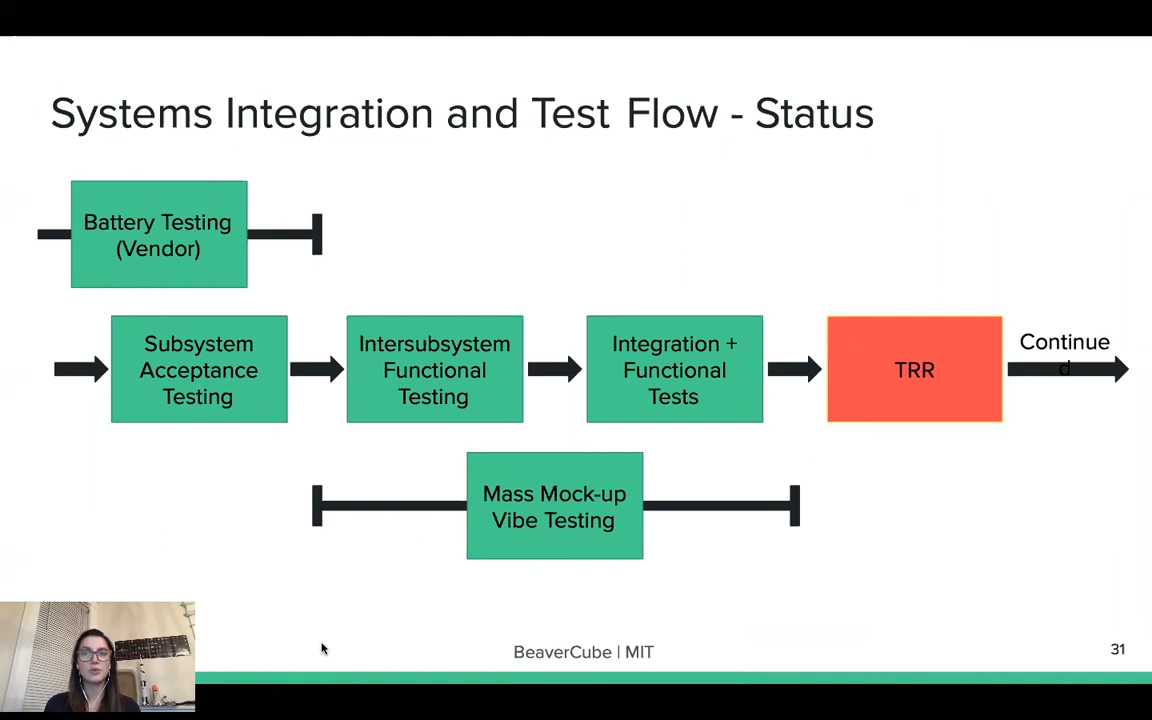 Systems Integration and Test Flow - Status
Battery Testing
(Vendor)
Subsystem
Acceptance
Testing
Intersubsystem
Functional
Testing
Integration +
Functional
Tests
TRR
Continue
d
Mass Mock-up
Vibe Testing
BeaverCube | MIT
31